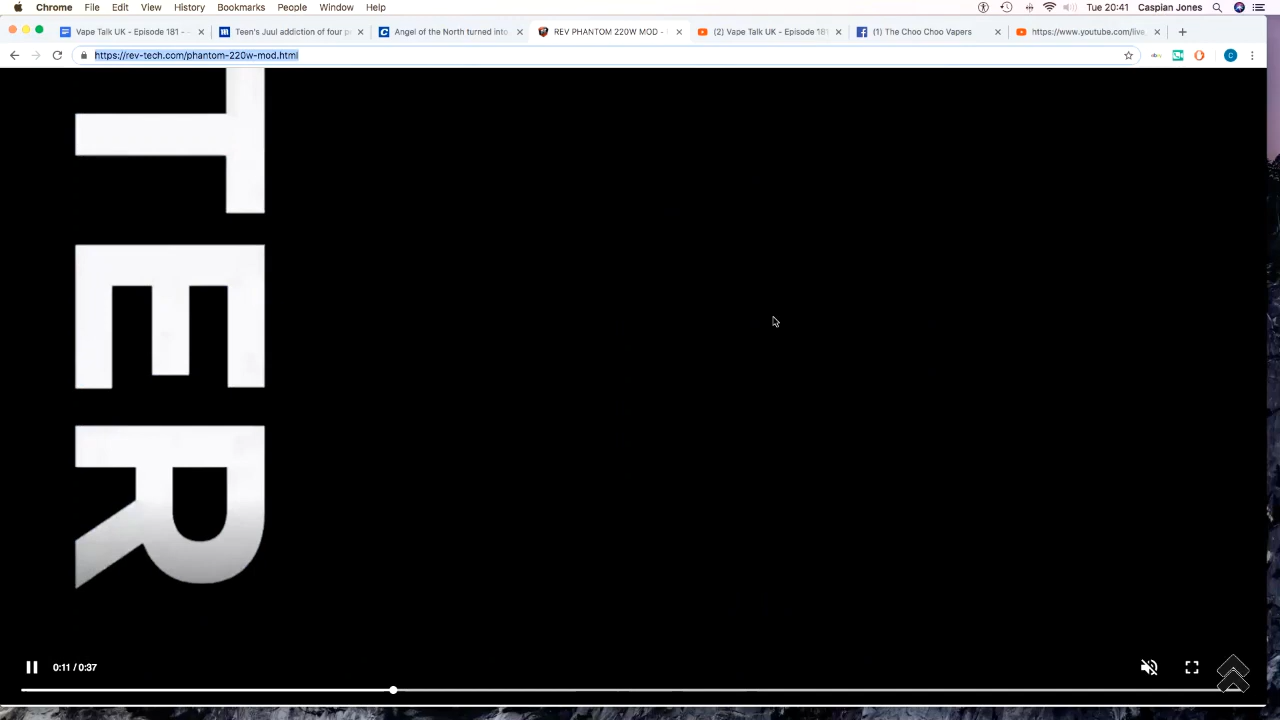 Chrome File Edit View History Bookmarks People Window Help Tue 20:41 Caspian Jones
Vape Talk UK - Episode 181 - Teen's Juul addiction of four p Angel of the North turned into REV PHANTOM 220W MOD - (2) Vape Talk UK - Episode 181 (1) The Choo Choo Vapers https://www.youtube.com/live_
https://rev-tech.com/phantom-220w-mod.html C
TER
0:11 / 0:37